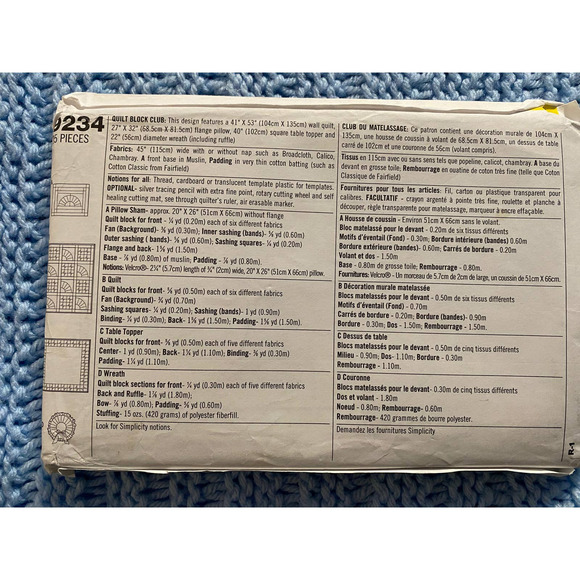 9234
5 PIECES
QUILT BLOCK CLUB: This design features a 41" X 53" (104cm X 135cm) wall quilt,
27" X 32" (68.5cm X 81.5cm) flange pillow, 40" (102cm) square table topper and
22" (56cm) diameter wreath (including ruffle)
Fabrics: 45" (115cm) wide with or without nap such as Broadcloth, Calico,
Chambray. A front base in Muslin, Padding in very thin cotton batting (such as
Cotton Classic from Fairfield)
Notions for all: Thread, cardboard or translucent template plastic for templates.
OPTIONAL- silver tracing pencil with extra fine point, rotary cutting wheel and self
healing cutting mat, see through quilter's ruler, air erasable marker.
A Pillow Sham- approx. 20" X 26" (51cm X 66cm) without flange
Quilt block for front - ¼ yd (0.20m) each of six different fabrics
Fan (Background)- ⅜ yd (0.30m); Inner sashing (bands)- ⅝ yd (0.60m)
Outer sashing ( bands)- ⅝ yd (0.60m); Sashing squares- ¼ yd (0.20m)
Flange and back- 1⅝ yd (1.50m)
Base - ⅞ yd (0.80m) of muslin; Padding - ⅞ yd (0.80m).
Notions: Velcro®- 2¼" (5.7cm) length of ¾" (2cm) wide, 20" X 26" (51cm X 66cm) pillow.
B Quilt
Quilt blocks for front- ½ yd (0.50m) each of six different fabrics
Fan (Background)- ¾ yd (0.70m)
Sashing squares- ¼ yd (0.20m); Sashing (bands)- 1 yd (0.90m)
Binding- ⅜ yd (0.30m); Back- 1⅝ yd (1.50m); Padding- 1⅝ yd (1.50m).
C Table Topper
Quilt blocks for front- ½ yd (0.50m) each of five different fabrics
Center- 1 yd (0.90m); Back- 1¼ yd (1.10m); Binding- ⅜ yd (0.30m)
Padding- 1¼ yd (1.10m).
D Wreath
Quilt block sections for front- ⅜ yd (0.30m) each of five different fabrics
Back and Ruffle- 1⅞ yd (1.80m);
Bow- ⅞ yd (0.80m); Padding- ⅝ yd (0.60m)
Stuffing- 15 ozs. (420 grams) of polyester fiberfill.
Look for Simplicity notions.
CLUB DU MATELASSAGE: Ce patron contient une décoration murale de 104cm X
135cm, une housse de coussin à volant de 68.5cm X 81.5cm, un dessus de table
carré de 102cm et une couronne de 56cm (volant compris).
Tissus en 115cm avec ou sans sens tels que popeline, calicot, chambray. A base du
devant en grosse toile; Rembourrage en ouatine de coton très fine (telle que Coton
Classique de Fairfield)
Fournitures pour tous les articles: Fil, carton ou plastique transparent pour
calibres. FACULTATIF - crayon argenté à pointe très fine, roulette et planche à
découper, règle transparente pour matelassage, marqueur à encre effaçable.
A Housse de coussin - Environ 51cm X 66cm sans le volant.
Bloc matelassé pour le devant - 0.20m de six tissus différents
Motifs d'éventail (Fond) - 0.30m; Bordure intérieure (bandes) 0.60m
Bordure extérieure (bandes)- 0.60m; Carrés de bordure - 0.20m
Volant et dos - 1.50m
Base - 0.80m de grosse toile; Rembourrage - 0.80m.
Fournitures: Velcro® - Un morceau de 5.7cm de 2cm de large, un coussin de 51cm X 66cm.
B Décoration murale matelassée
Blocs matelassés pour le devant - 0.50m de six tissus différents
Motifs d'éventail (Fond) - 0.70m
Carrés de bordure - 0.20m; Bordure (bandes)- 0.90m
Bordure - 0.30m; Dos - 1.50m; Rembourrage - 1.50m.
C Dessus de table
Blocs matelassés pour le devant - 0.50m de cinq tissus différents
Milieu - 0.90m; Dos- 1.10m; Bordure - 0.30m
Rembourrage - 1.10m.
D Couronne
Blocs matelassés pour le devant - 0.30m de cinq tissus différents
Dos et volant - 1.80m
Noeud - 0.80m; Rembourrage- 0.60m
Rembourrage- 420 grammes de bourre polyester.
Demandez les fournitures Simplicity
R-1